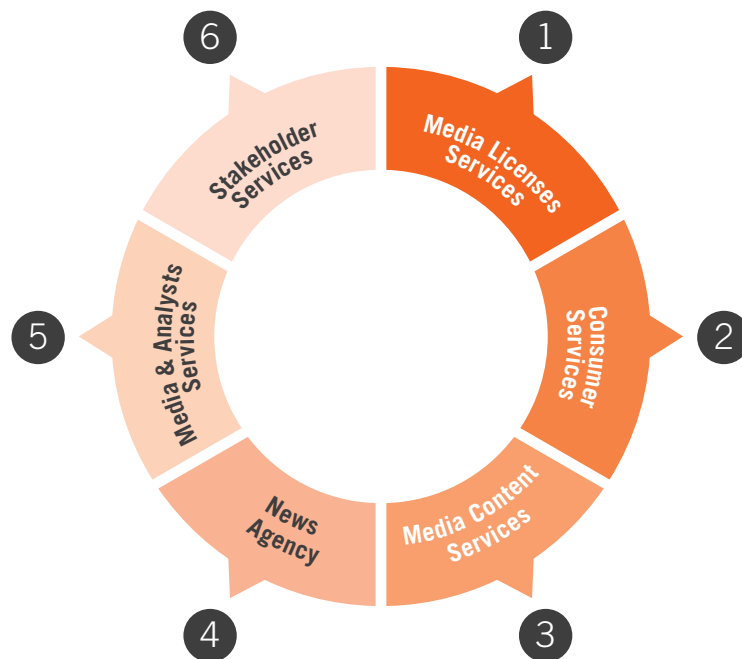 1
Media Licenses
Services
2
Consumer
Services
3
Media Content
Services
4
News
Agency
5
Media & Analysts
Services
6
Stakeholder
Services